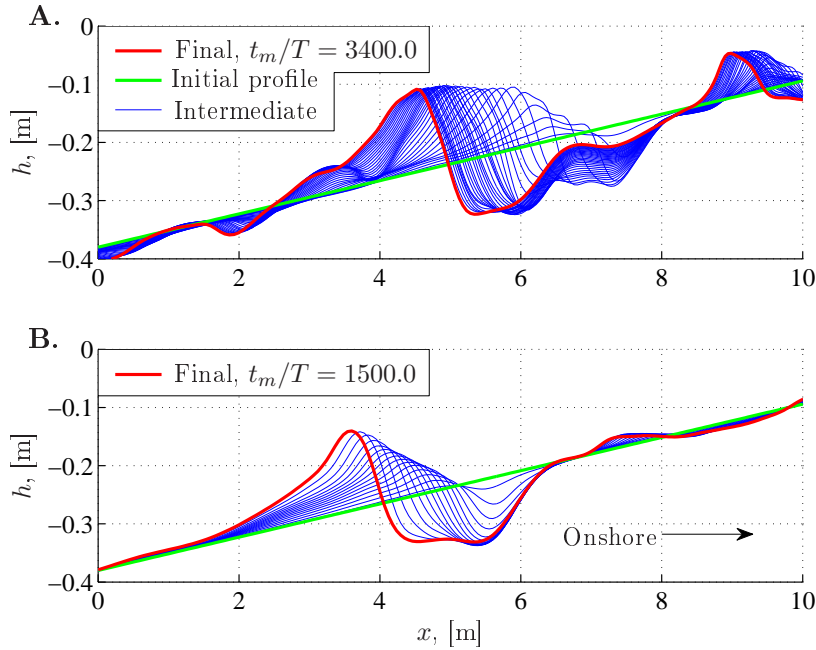 A.
0
−0.1
−0.2
−0.3
−0.4
h, [m]
Final, t_m/T = 3400.0
Initial profile
Intermediate
0 2 4 6 8 10
B.
0
−0.1
−0.2
−0.3
−0.4
h, [m]
Final, t_m/T = 1500.0
Onshore
0 2 4 6 8 10
x, [m]